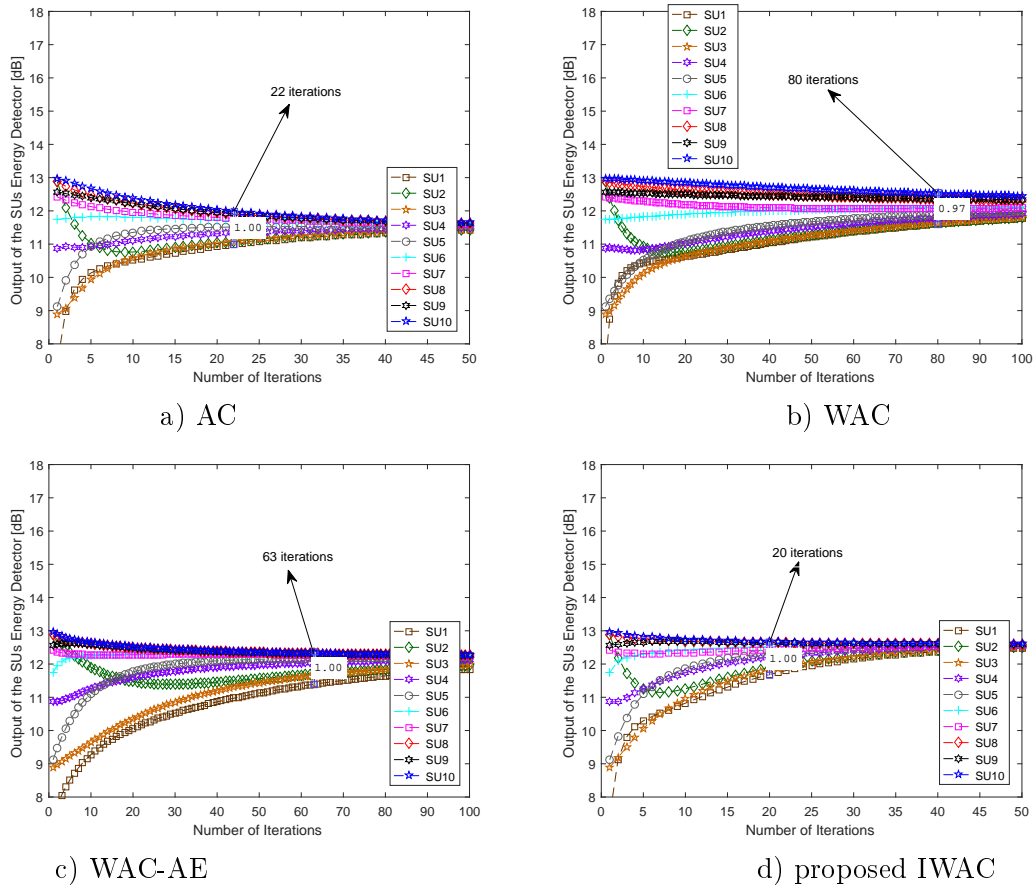 18
17
16
15
14
13
12
11
10
9
8
Output of the SUs Energy Detector [dB]
22 iterations
1.00
SU1
SU2
SU3
SU4
SU5
SU6
SU7
SU8
SU9
SU10
0 5 10 15 20 25 30 35 40 45 50
Number of Iterations
a) AC
18
17
16
15
14
13
12
11
10
9
8
Output of the SUs Energy Detector [dB]
SU1
SU2
SU3
SU4
SU5
SU6
SU7
SU8
SU9
SU10
80 iterations
0.97
0 10 20 30 40 50 60 70 80 90 100
Number of Iterations
b) WAC
18
17
16
15
14
13
12
11
10
9
8
Output of the SUs Energy Detector [dB]
63 iterations
1.00
SU1
SU2
SU3
SU4
SU5
SU6
SU7
SU8
SU9
SU10
0 10 20 30 40 50 60 70 80 90 100
Number of Iterations
c) WAC-AE
18
17
16
15
14
13
12
11
10
9
8
Output of the SUs Energy Detector [dB]
20 iterations
1.00
SU1
SU2
SU3
SU4
SU5
SU6
SU7
SU8
SU9
SU10
0 5 10 15 20 25 30 35 40 45 50
Number of Iterations
d) proposed IWAC